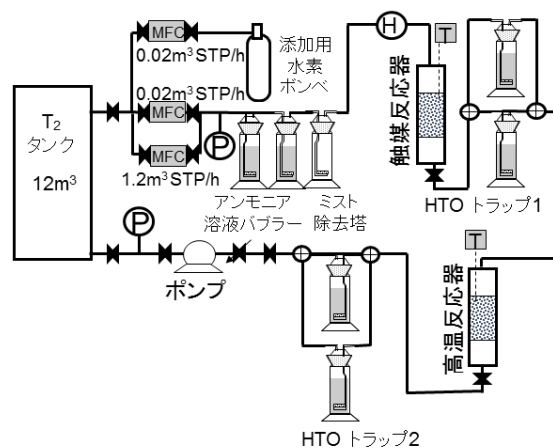 MFC
0.02m³ STP/h
0.02m³ STP/h
MFC
MFC
1.2m³ STP/h
添加用
水素
ボンベ
T₂
タンク
12m³
P
アンモニア
溶液バブラー
ミスト
除去塔
H
T
触媒反応器
HTO トラップ1
P
ポンプ
HTO トラップ2
T
高温反応器